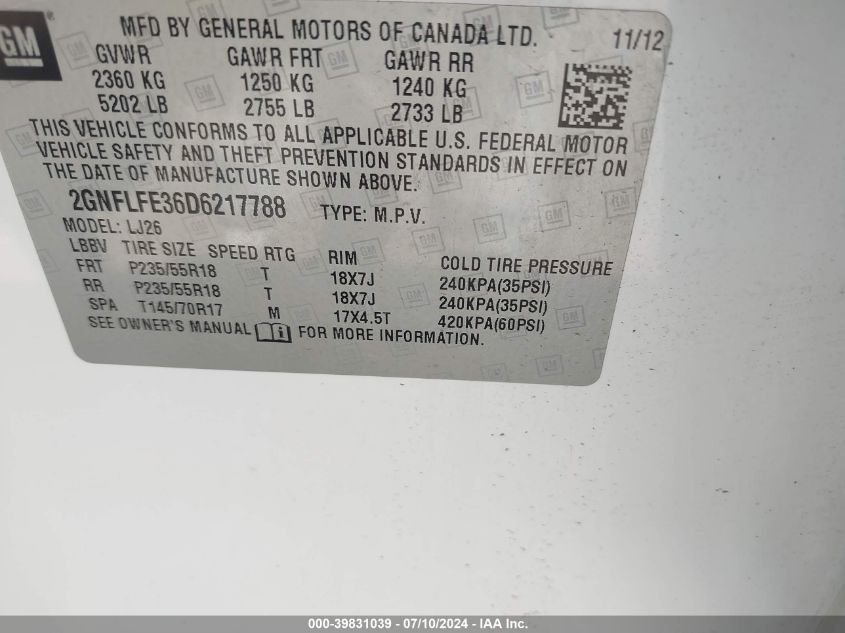 GM
®
MFD BY GENERAL MOTORS OF CANADA LTD. 11/12
GVWR GAWR FRT GAWR RR
2360 KG 1250 KG 1240 KG
5202 LB 2755 LB 2733 LB
THIS VEHICLE CONFORMS TO ALL APPLICABLE U.S. FEDERAL MOTOR
VEHICLE SAFETY AND THEFT PREVENTION STANDARDS IN EFFECT ON
THE DATE OF MANUFACTURE SHOWN ABOVE.
2GNFLFE36D6217788 TYPE: M.P.V.
MODEL: LJ26
LBBV TIRE SIZE SPEED RTG RIM COLD TIRE PRESSURE
FRT P235/55R18 T 18X7J 240KPA(35PSI)
RR P235/55R18 T 18X7J 240KPA(35PSI)
SPA T145/70R17 M 17X4.5T 420KPA(60PSI)
SEE OWNER'S MANUAL FOR MORE INFORMATION.
000-39831039 - 07/10/2024 - IAA Inc.